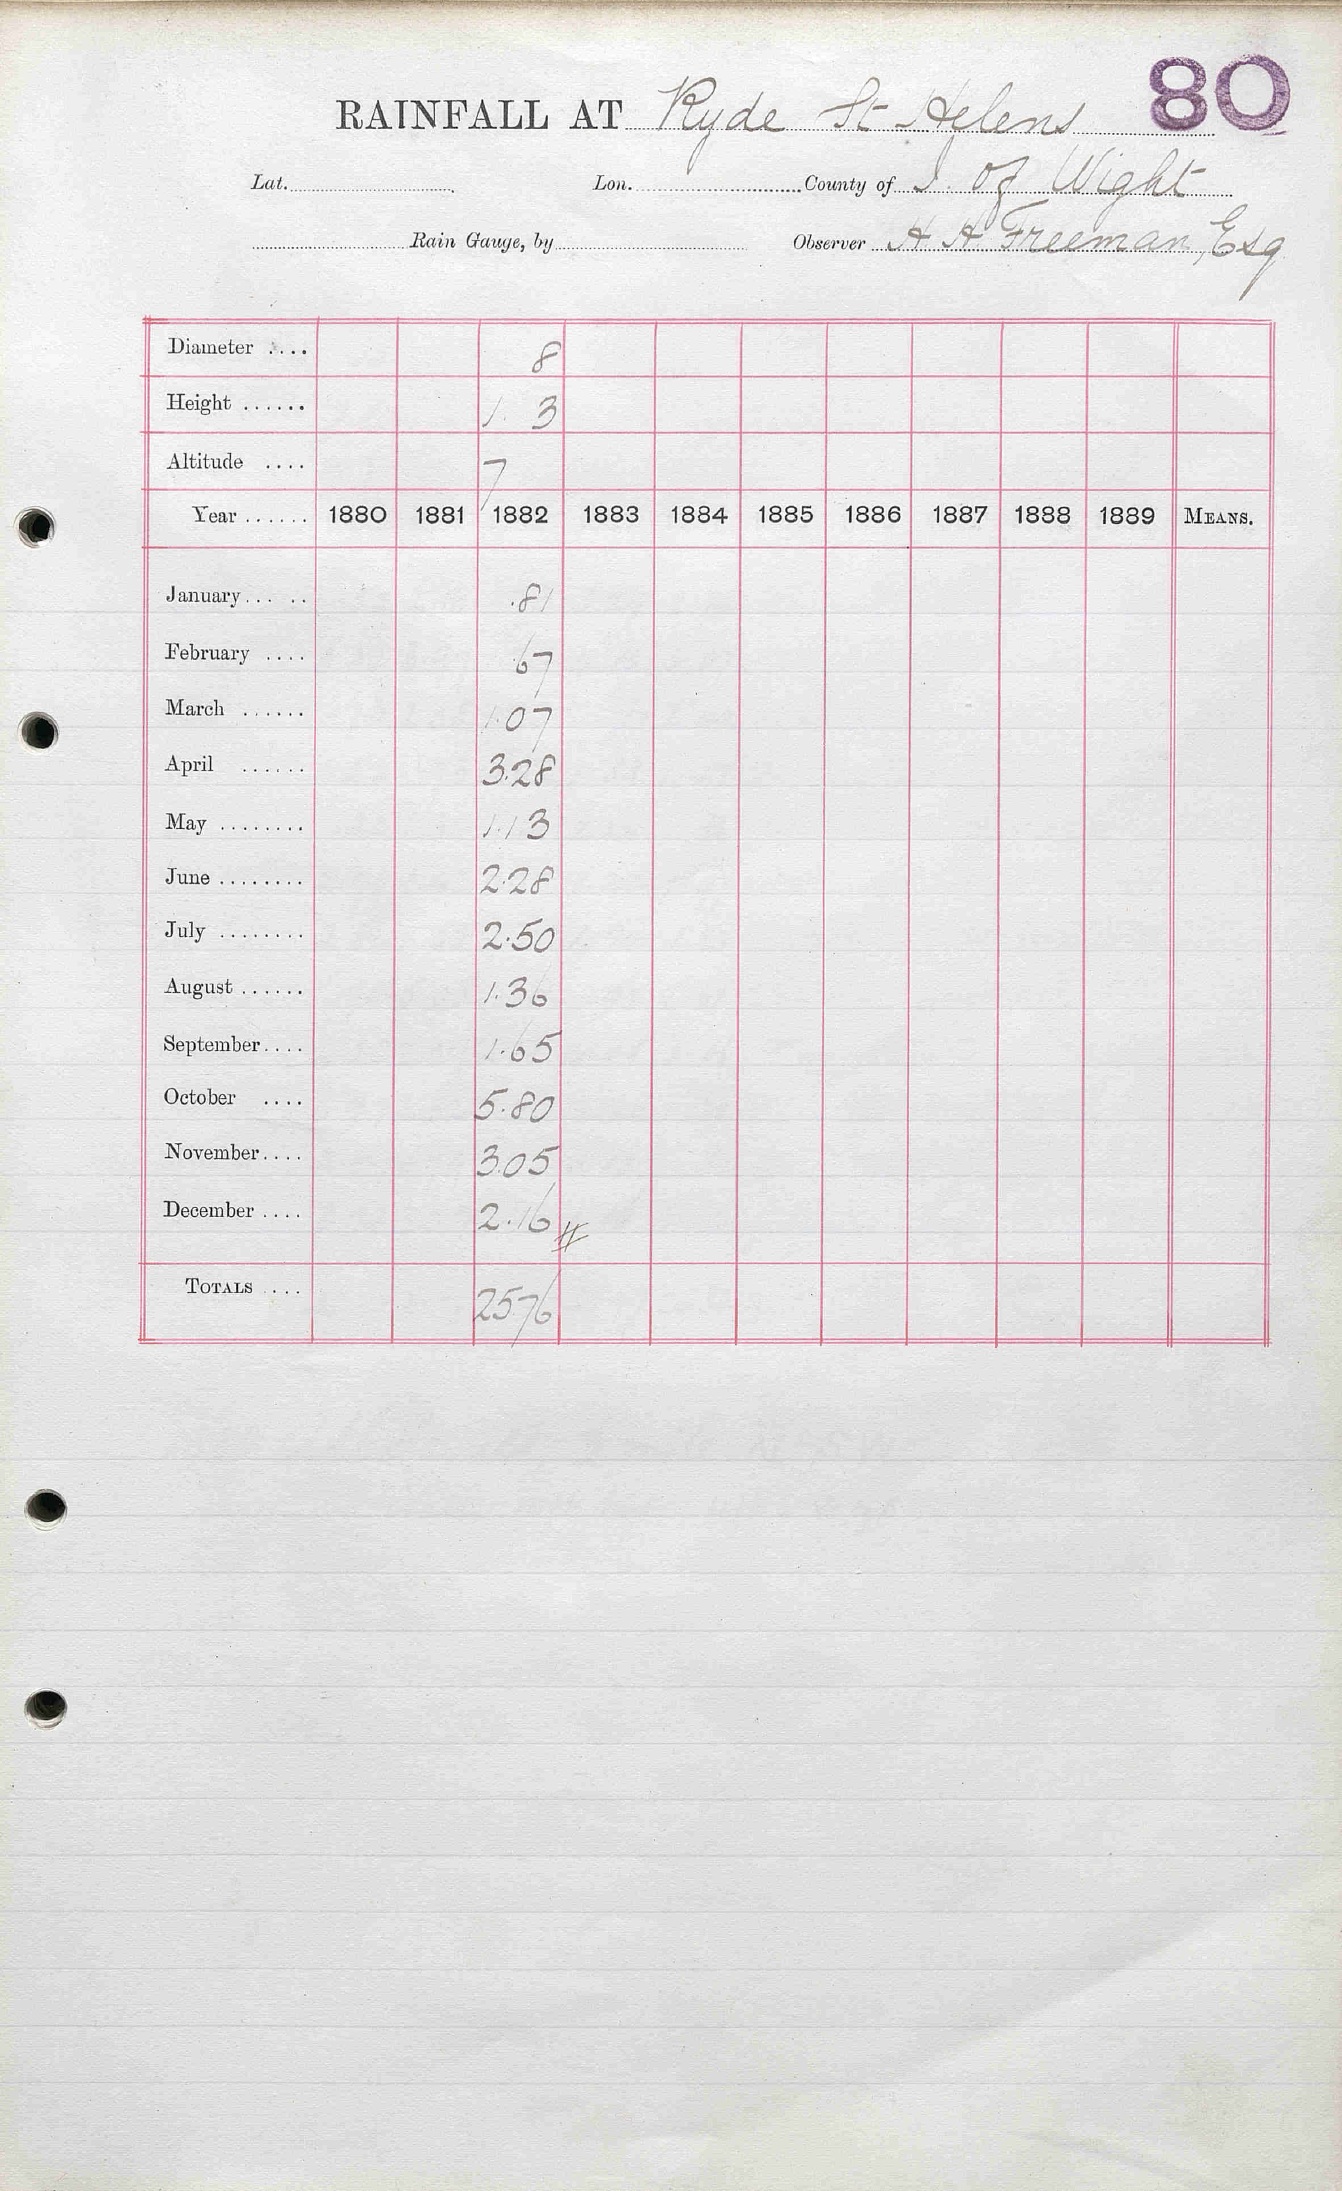 80
RAINFALL AT Ryde St Helens
Lat. Lon. County of I. of Wight
Rain Gauge, by Observer H A Freeman, Esq
Diameter .... 8
Height ...... 1. 3
Altitude .... 7
Year ...... 1880 1881 1882 1883 1884 1885 1886 1887 1888 1889 MEANS.
January... .. .81
February .... .67
March ...... 1.07
April ...... 3.28
May ........ 1.13
June ........ 2.28
July ........ 2.50
August ...... 1.36
September.... 1.65
October .... 5.80
November.... 3.05
December .... 2.16 #
TOTALS .... 25.76